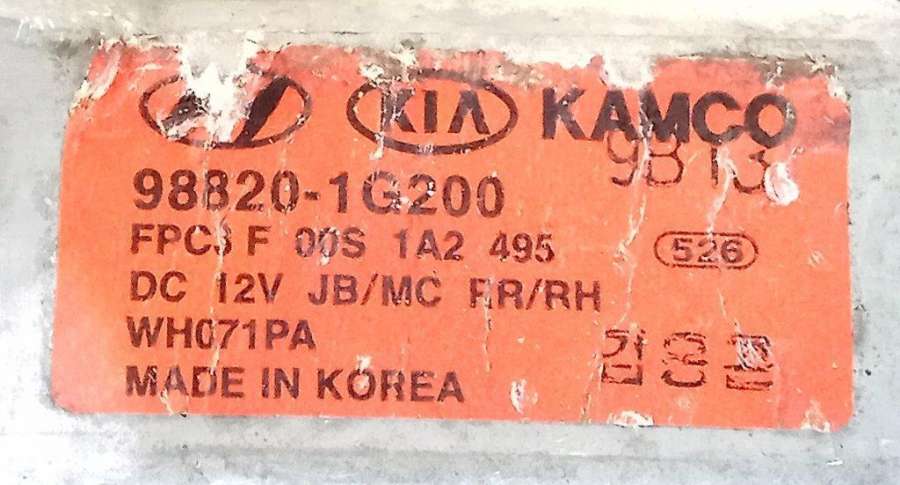 KIA KAMCO
9B13
98820-1G200
FPC3 F 00S 1A2 495
526
DC 12V JB/MC RR/RH
WH071PA
MADE IN KOREA